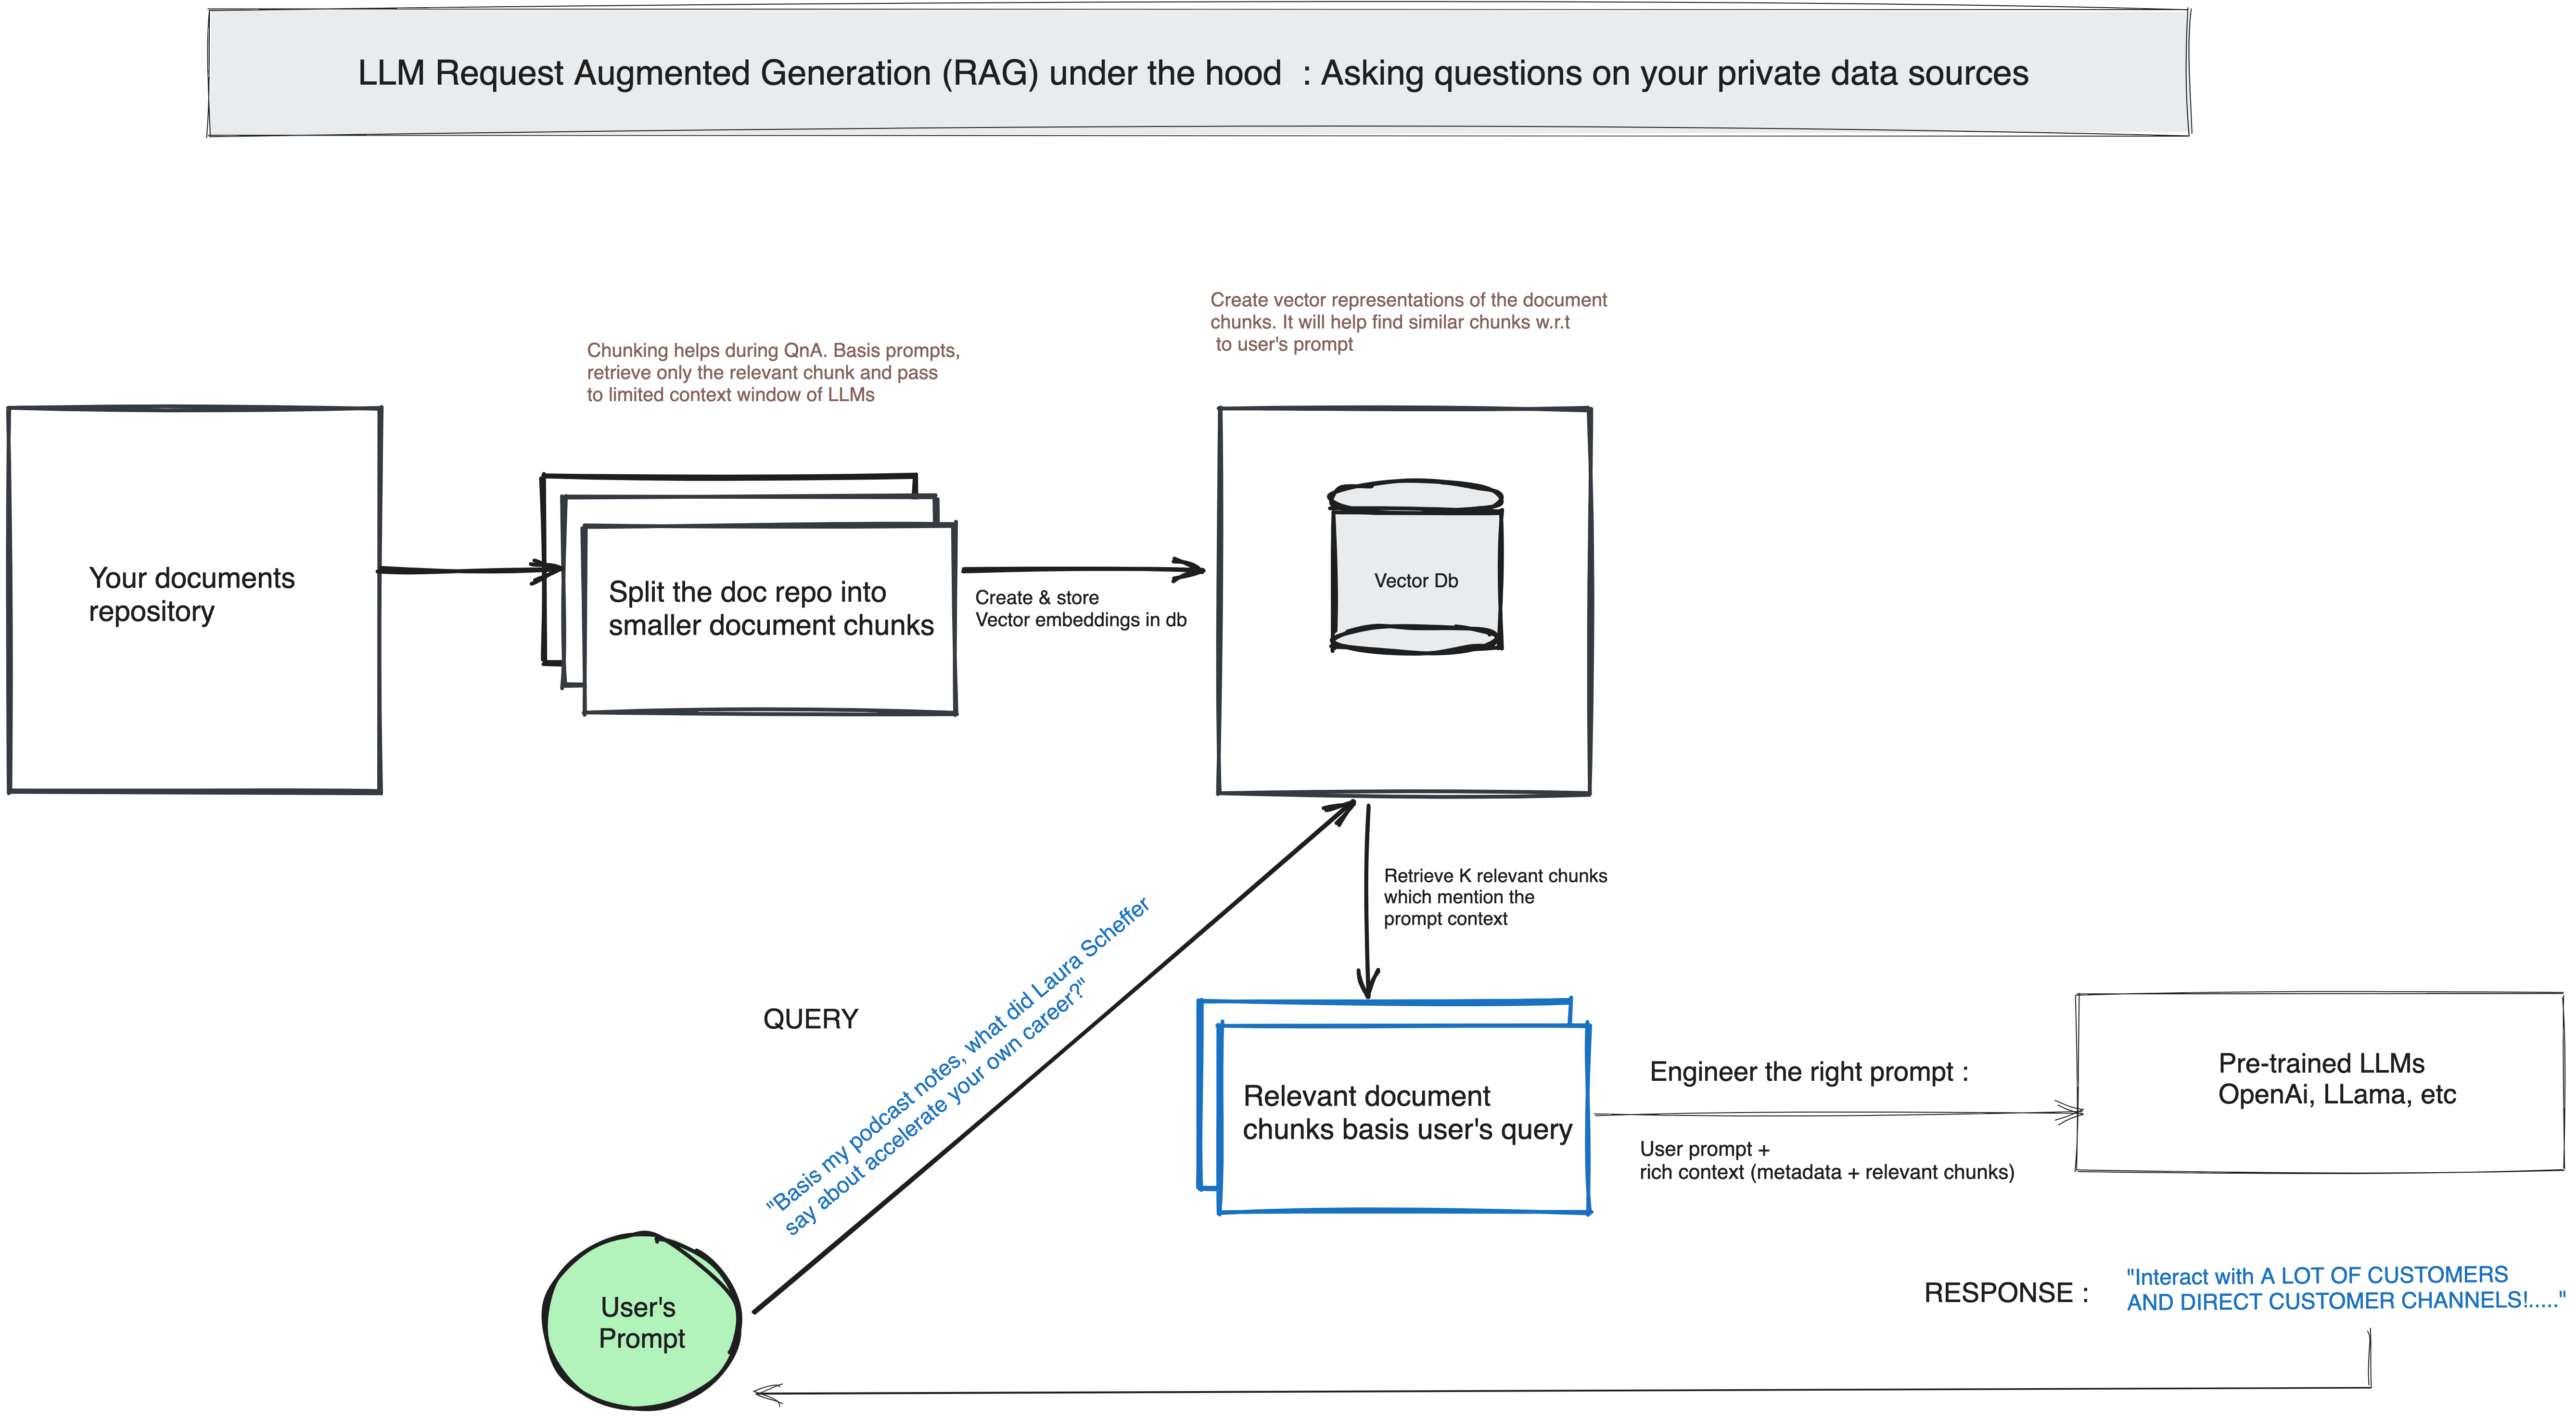 LLM Request Augmented Generation (RAG) under the hood : Asking questions on your private data sources
Create vector representations of the document
chunks. It will help find similar chunks w.r.t
to user's prompt
Chunking helps during QnA. Basis prompts,
retrieve only the relevant chunk and pass
to limited context window of LLMs
Your documents
repository
Split the doc repo into
smaller document chunks
Create & store
Vector embeddings in db
Vector Db
Retrieve K relevant chunks
which mention the
prompt context
QUERY
"Basis my podcast notes, what did Laura Scheffer
say about accelerate your own career?"
Relevant document
chunks basis user's query
Engineer the right prompt :
User prompt +
rich context (metadata + relevant chunks)
Pre-trained LLMs
OpenAi, LLama, etc
User's
Prompt
RESPONSE :
"Interact with A LOT OF CUSTOMERS
AND DIRECT CUSTOMER CHANNELS!....."